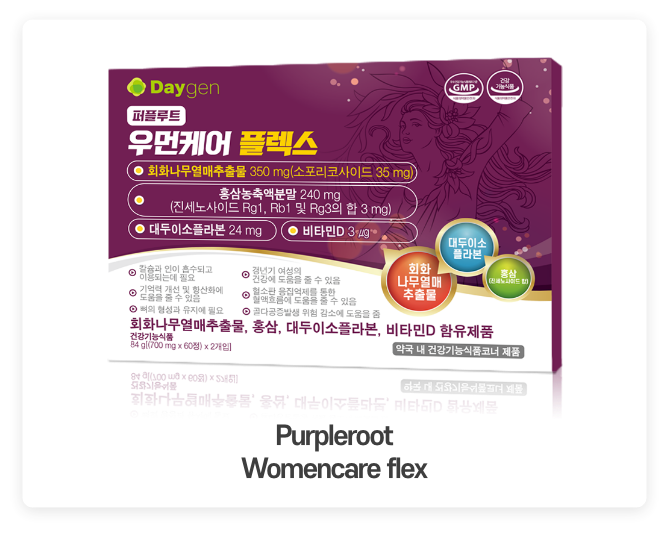 Daygen
GMP
건강
기능식품
퍼플루트
우먼케어 플렉스
회화나무열매추출물 350 mg(소포리코사이드 35 mg)
홍삼농축액분말 240 mg
(진세노사이드 Rg1, Rb1 및 Rg3의 합 3 mg)
대두이소플라본 24 mg
비타민D 3 ㎍
대두이소
플라본
회화
나무열매
추출물
홍삼
(진세노사이드 합)
칼슘과 인이 흡수되고
이용되는데 필요
기억력 개선 및 항산화에
도움을 줄 수 있음
뼈의 형성과 유지에 필요
갱년기 여성의
건강에 도움을 줄 수 있음
혈소판 응집억제를 통한
혈액흐름에 도움을 줄 수 있음
골다공증발생 위험 감소에 도움을 줌
회화나무열매추출물, 홍삼, 대두이소플라본, 비타민D 함유제품
건강기능식품
84 g[(700 mg x 60정) x 2개입]
약국 내 건강기능식품코너 제품
Purpleroot
Womencare flex